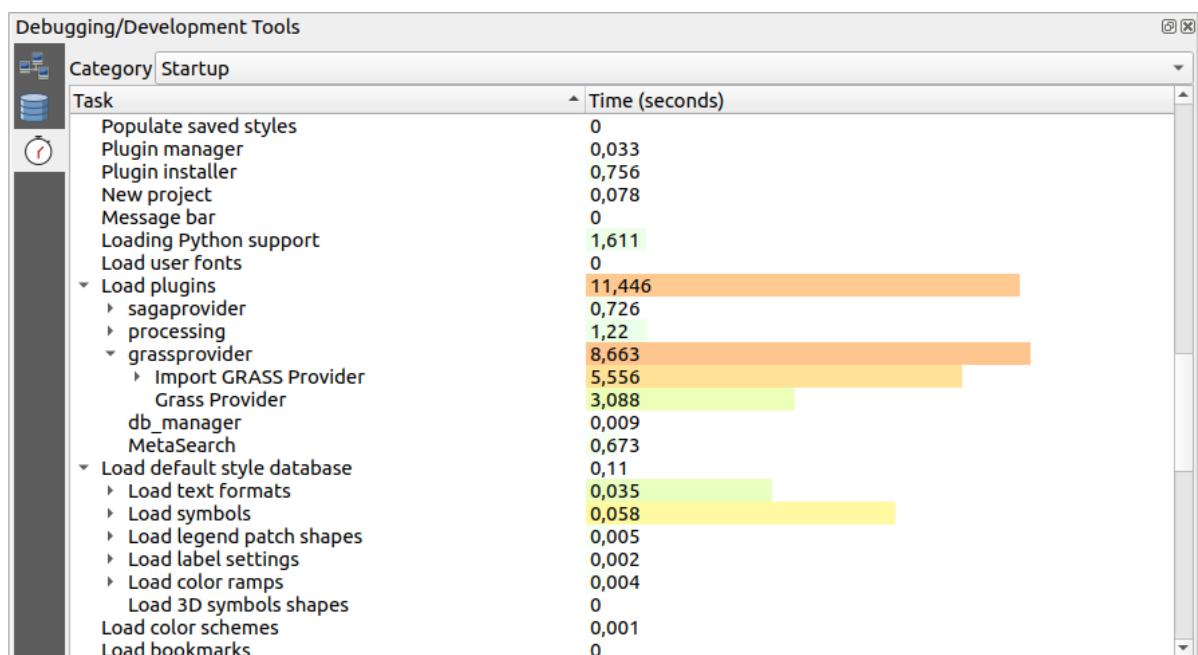 Debugging/Development Tools
Category Startup
Task Time (seconds)
Populate saved styles 0
Plugin manager 0,033
Plugin installer 0,756
New project 0,078
Message bar 0
Loading Python support 1,611
Load user fonts 0
Load plugins 11,446
sagaprovider 0,726
processing 1,22
grassprovider 8,663
Import GRASS Provider 5,556
Grass Provider 3,088
db_manager 0,009
MetaSearch 0,673
Load default style database 0,11
Load text formats 0,035
Load symbols 0,058
Load legend patch shapes 0,005
Load label settings 0,002
Load color ramps 0,004
Load 3D symbols shapes 0
Load color schemes 0,001
Load bookmarks 0